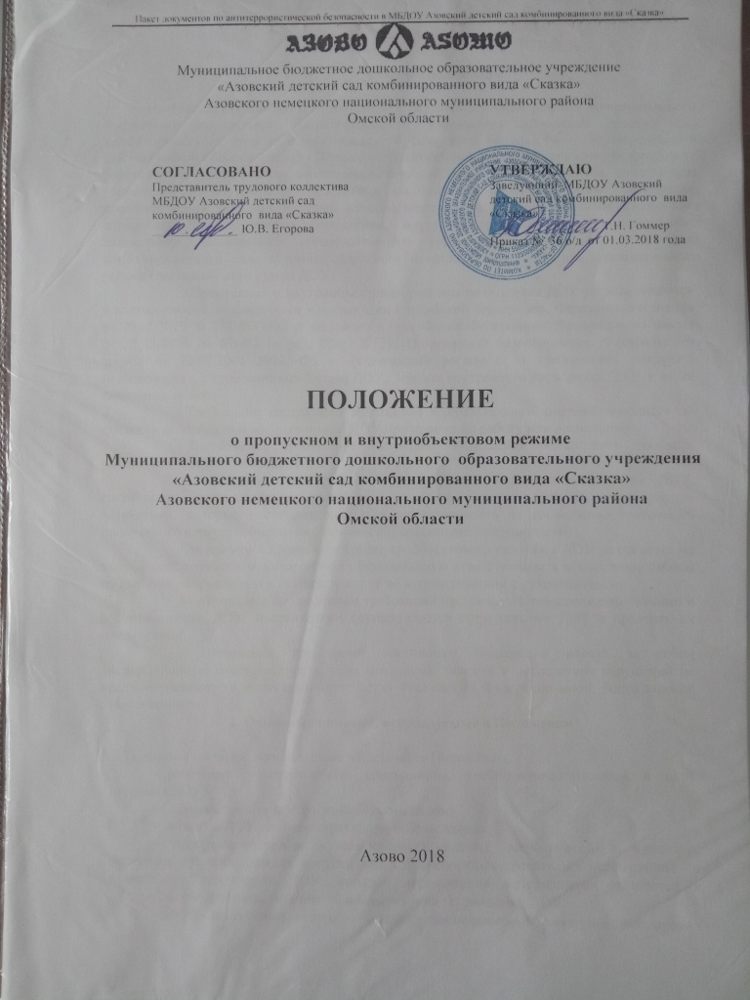 Пакет документов по антитеррористической безопасности в МБДОУ Азовский детский сад комбинированного вида «Сказка»
АЗОВО ASOWO
Муниципальное бюджетное дошкольное образовательное учреждение
«Азовский детский сад комбинированного вида «Сказка»
Азовского немецкого национального муниципального района
Омской области
СОГЛАСОВАНО
Представитель трудового коллектива
МБДОУ Азовский детский сад
комбинированного вида «Сказка»
Ю.В. Егорова
УТВЕРЖДАЮ
Заведующий МБДОУ Азовский
детский сад комбинированного вида
«Сказка»
.Н. Гоммер
Приказ № 36 о/д от 01.03.2018 года
ПОЛОЖЕНИЕ
о пропускном и внутриобъектовом режиме
Муниципального бюджетного дошкольного образовательного учреждения
«Азовский детский сад комбинированного вида «Сказка»
Азовского немецкого национального муниципального района
Омской области
Азово 2018